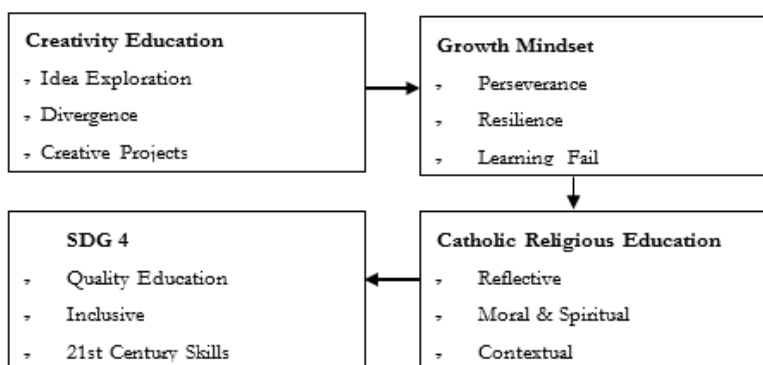 Creativity Education
, Idea Exploration
, Divergence
, Creative Projects
Growth Mindset
, Perseverance
, Resilience
, Learning Fail
SDG 4
, Quality Education
, Inclusive
, 21st Century Skills
Catholic Religious Education
, Reflective
, Moral & Spiritual
, Contextual